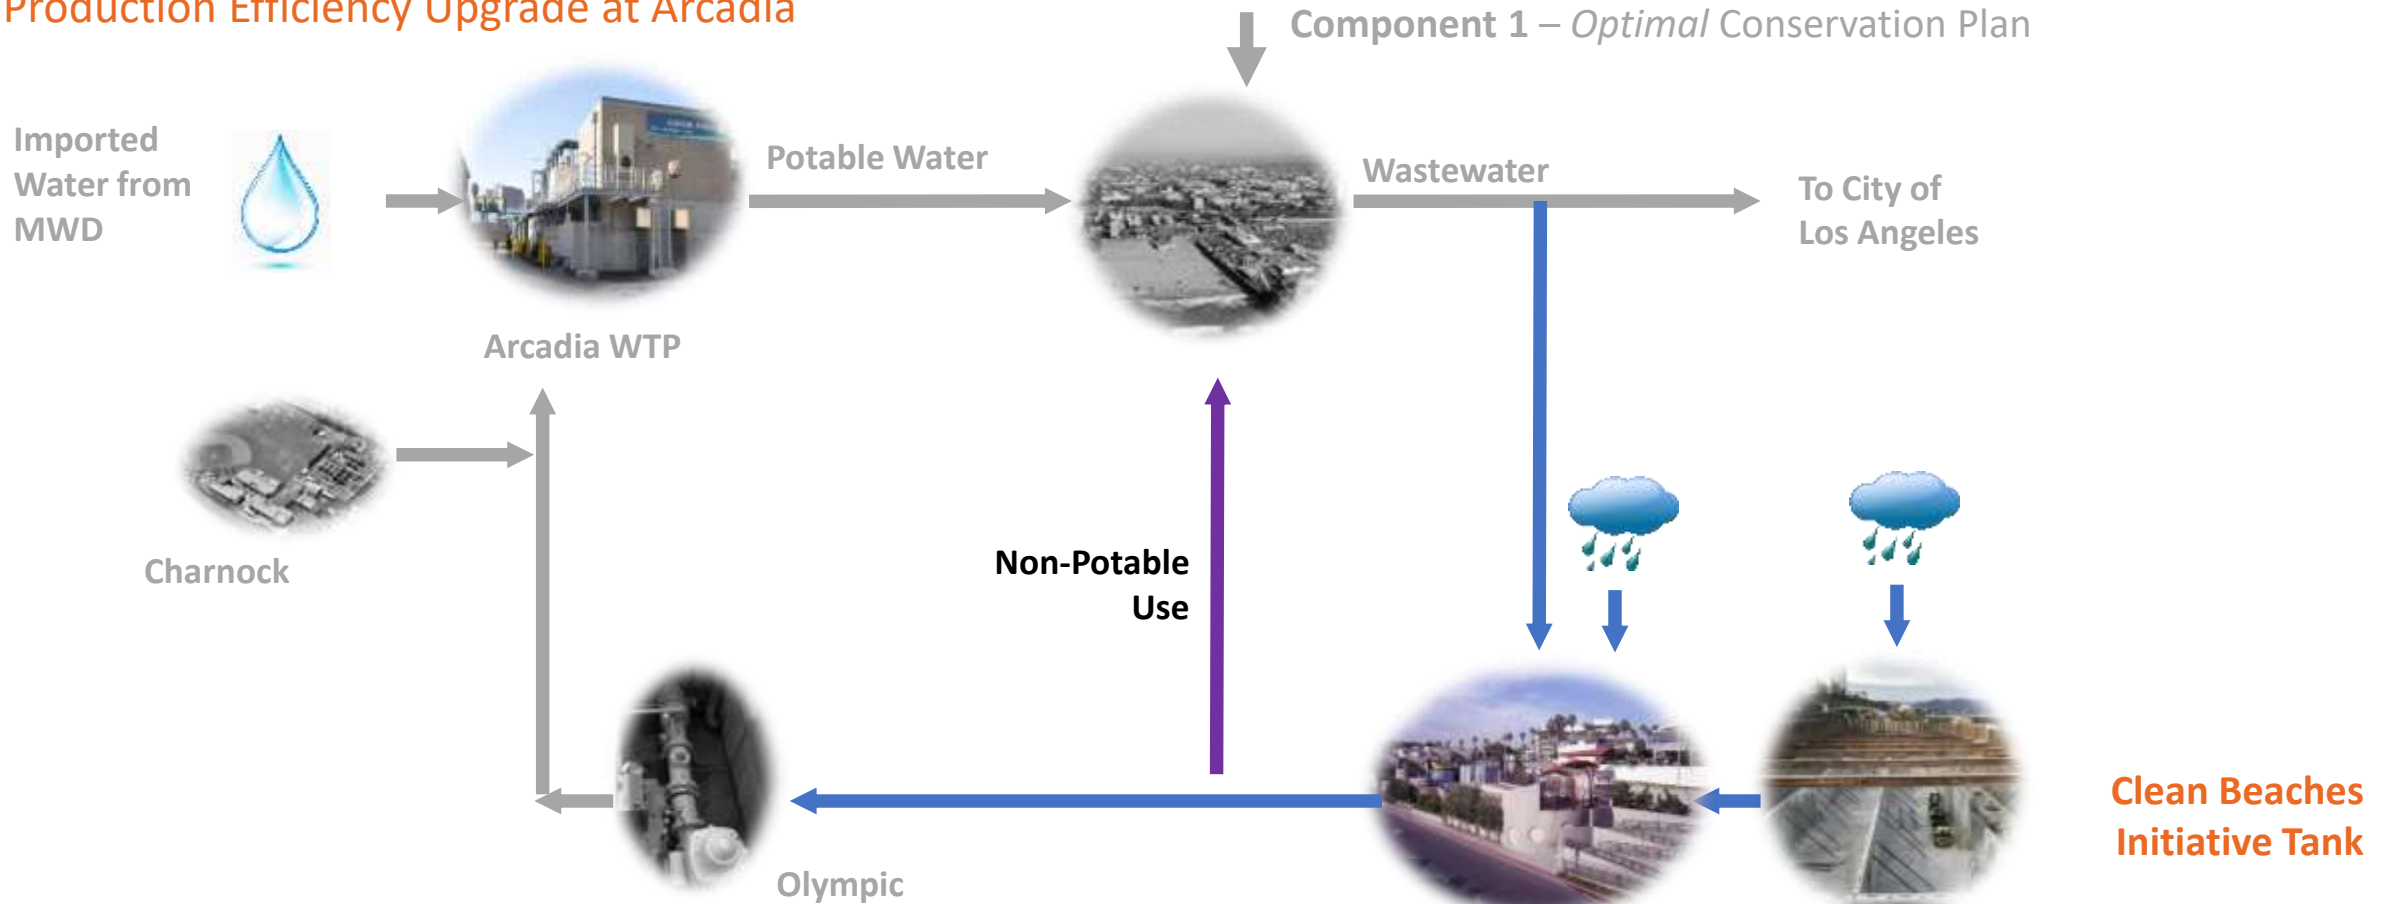 Production Efficiency Upgrade at Arcadia
Component 1 – Optimal Conservation Plan
Imported
Water from
MWD
Potable Water
Wastewater
To City of
Los Angeles
Arcadia WTP
Charnock
Non-Potable
Use
Clean Beaches
Initiative Tank
Olympic